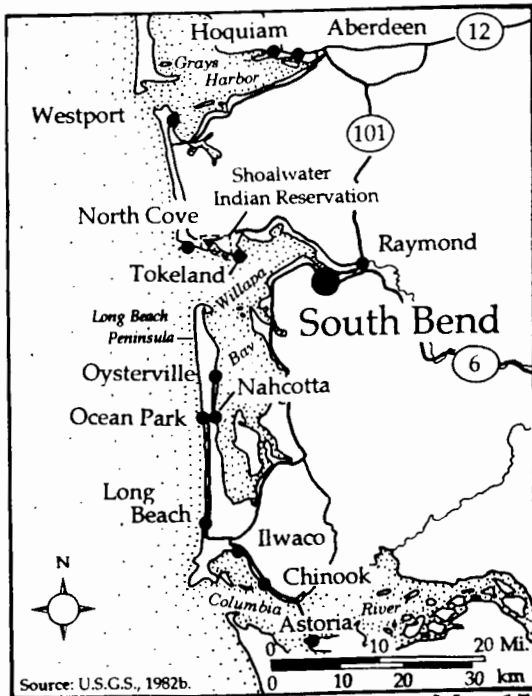 Hoquiam
Aberdeen
12
Grays
Harbor
Westport
101
Shoalwater
Indian Reservation
North Cove
Raymond
Tokeland
Willapa
Bay
Long Beach
Peninsula
South Bend
Oysterville
6
Nahcotta
Ocean Park
Long
Beach
Ilwaco
N
Chinook
Columbia
River
Astoria
0 10 20 Mi.
0 10 20 30 km
Source: U.S.G.S., 1982b.